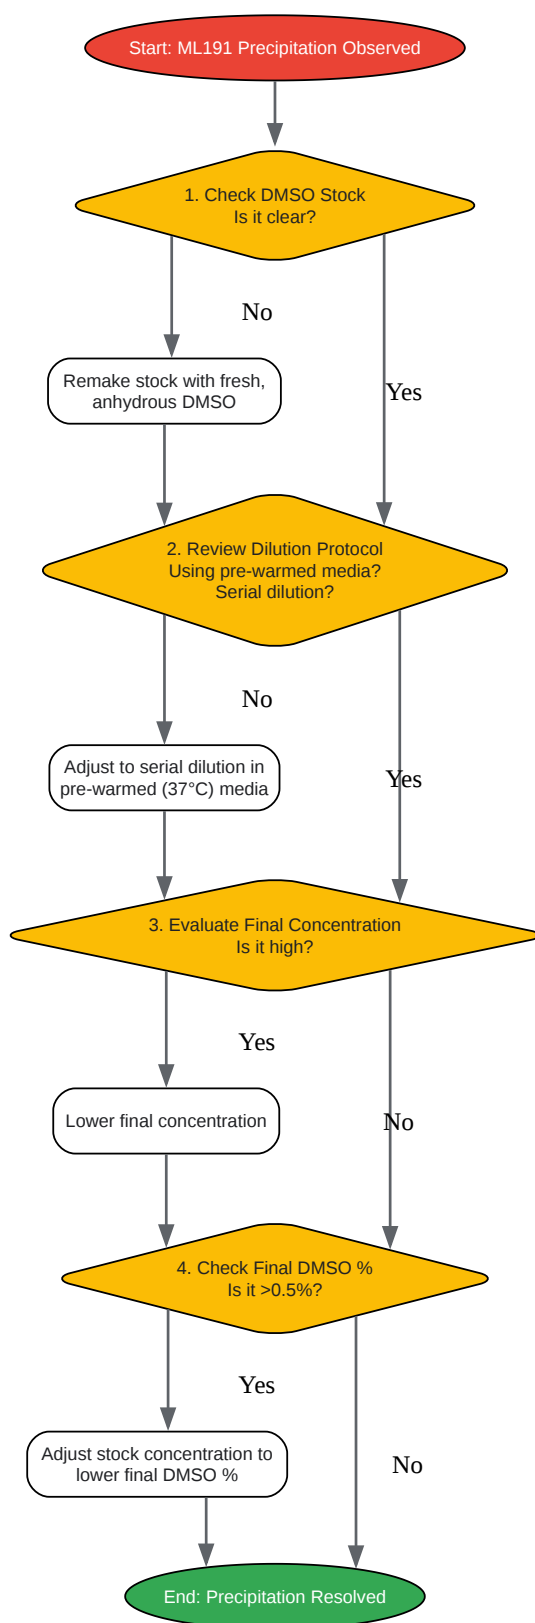 Start: ML191 Precipitation Observed
1. Check DMSO Stock
Is it clear?
No
Remake stock with fresh,
anhydrous DMSO
Yes
2. Review Dilution Protocol
Using pre-warmed media?
Serial dilution?
No
Adjust to serial dilution in
pre-warmed (37°C) media
Yes
3. Evaluate Final Concentration
Is it high?
Yes
Lower final concentration
No
4. Check Final DMSO %
Is it >0.5%?
Yes
Adjust stock concentration to
lower final DMSO %
No
End: Precipitation Resolved